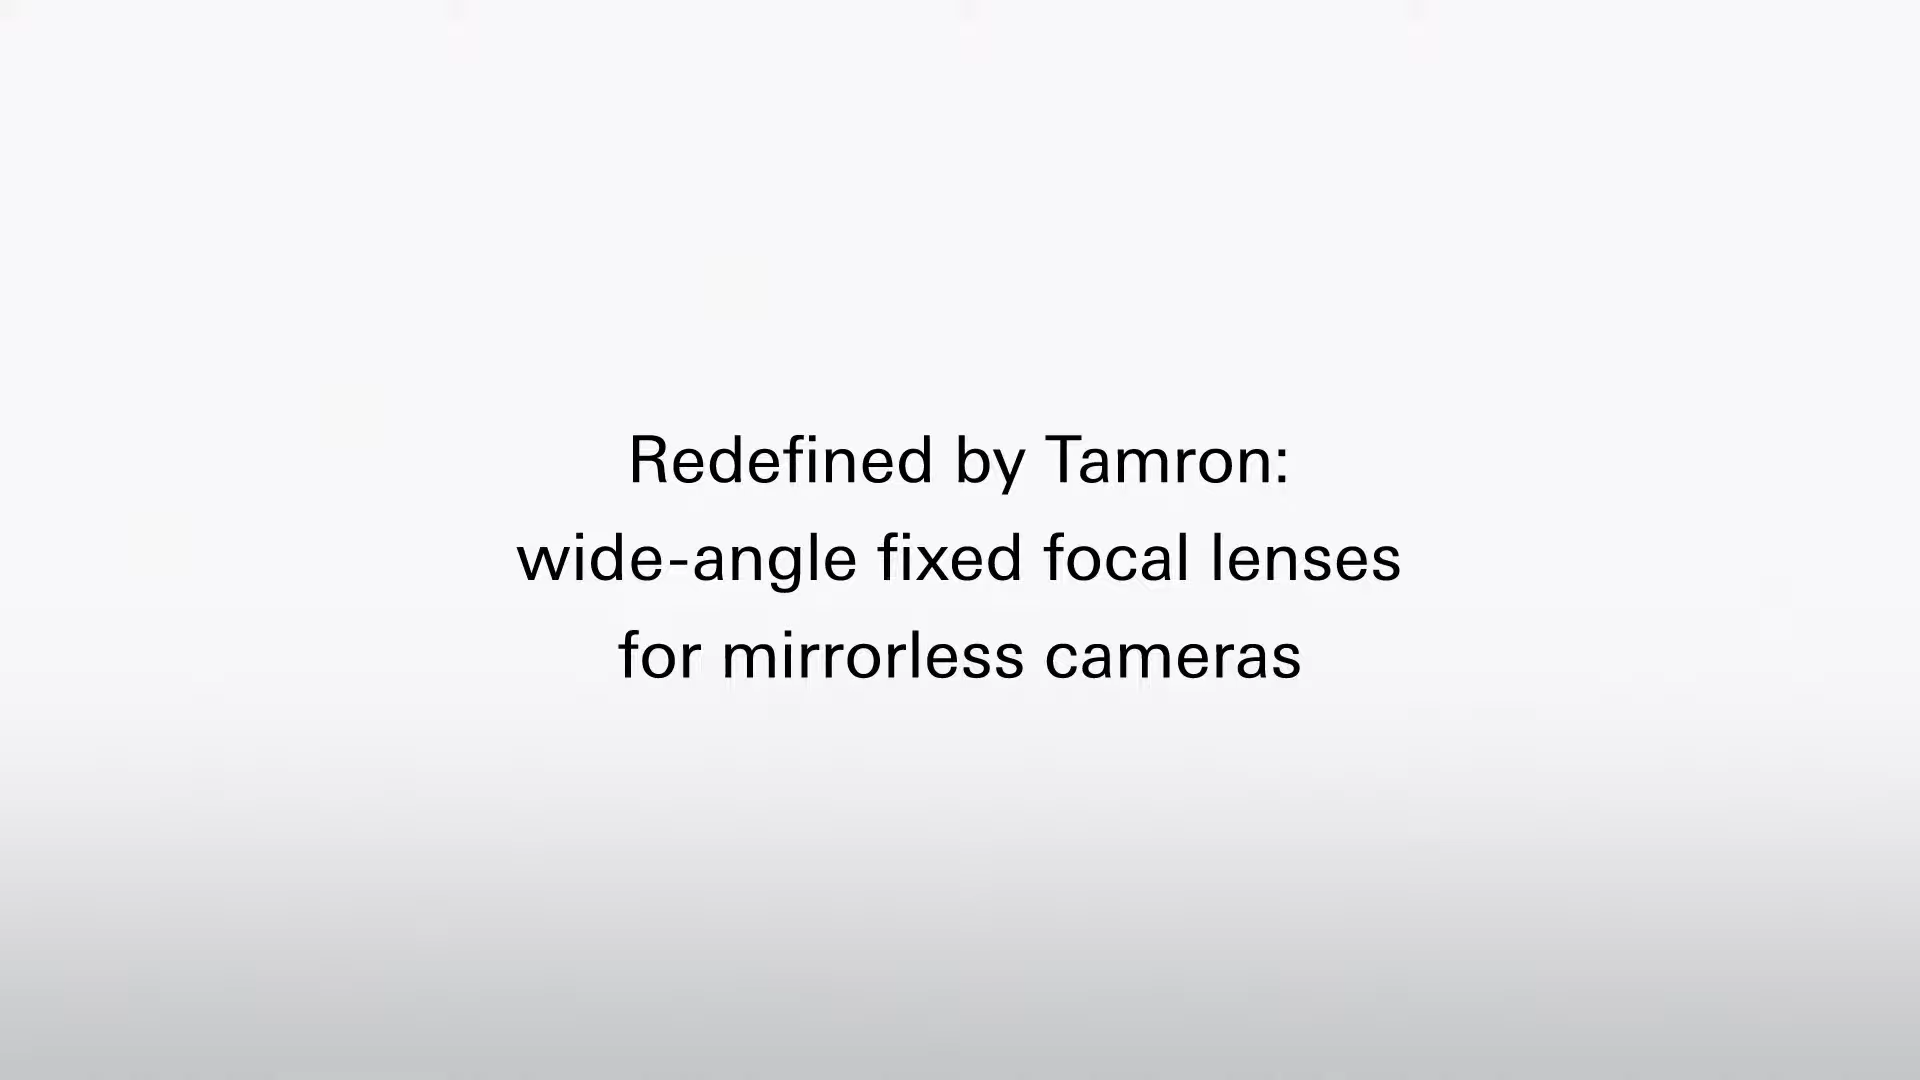 Redefined by Tamron:
wide-angle fixed focal lenses
for mirrorless cameras